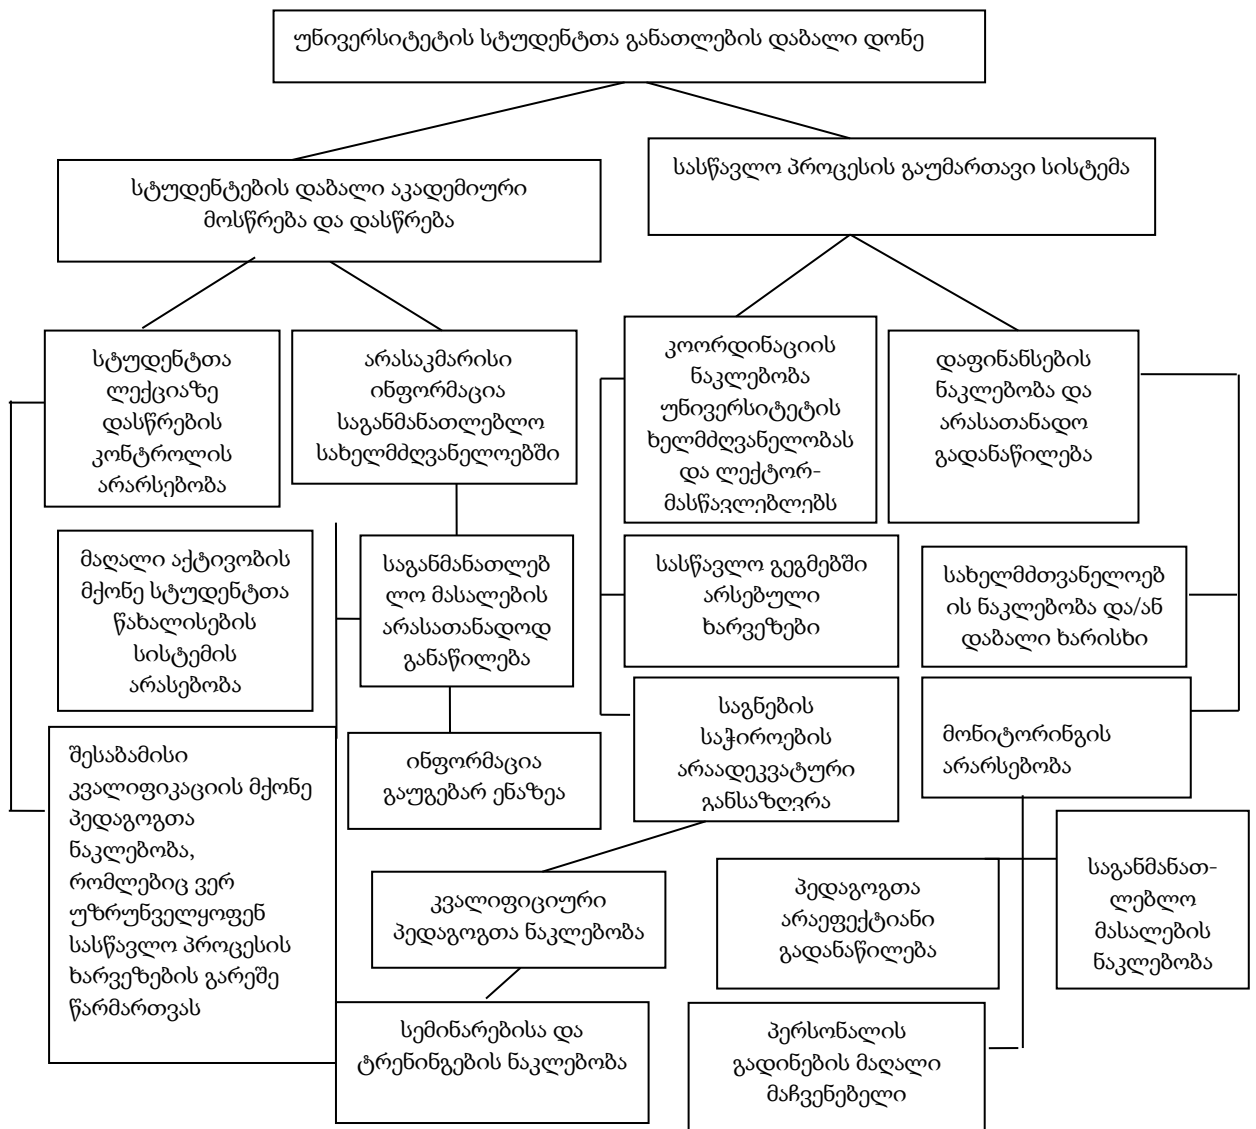 უნივერსიტეტის სტუდენტთა განათლების დაბალი დონე
სტუდენტების დაბალი აკადემიური
მოსწრება და დასწრება
სასწავლო პროცესის გაუმართავი სისტემა
სტუდენტთა
ლექციაზე
დასწრების
კონტროლის
არარსებობა
არასაკმარისი
ინფორმაცია
საგანმანათლებლო
სახელმძღვანელოებში
კოორდინაციის
ნაკლებობა
უნივერსიტეტის
ხელმძღვანელობას
და ლექტორ-
მასწავლებლებს
დაფინანსების
ნაკლებობა და
არასათანადო
გადანაწილება
მაღალი აქტივობის
მქონე სტუდენტთა
წახალისების
სისტემის
არასებობა
საგანმანათლებ
ლო მასალების
არასათანადოდ
განაწილება
სასწავლო გეგმებში
არსებული
ხარვეზები
სახელმძთვანელოებ
ის ნაკლებობა და/ან
დაბალი ხარისხი
შესაბამისი
კვალიფიკაციის მქონე
პედაგოგთა
ნაკლებობა,
რომლებიც ვერ
უზრუნველყოფენ
სასწავლო პროცესის
ხარვეზების გარეშე
წარმართვას
ინფორმაცია
გაუგებარ ენაზეა
საგნების
საჭიროების
არაადეკვატური
განსაზღვრა
მონიტორინგის
არარსებობა
კვალიფიციური
პედაგოგთა ნაკლებობა
პედაგოგთა
არაეფექტიანი
გადანაწილება
საგანმანათ-
ლებლო
მასალების
ნაკლებობა
სემინარებისა და
ტრენინგების ნაკლებობა
პერსონალის
გადინების მაღალი
მაჩვენებელი